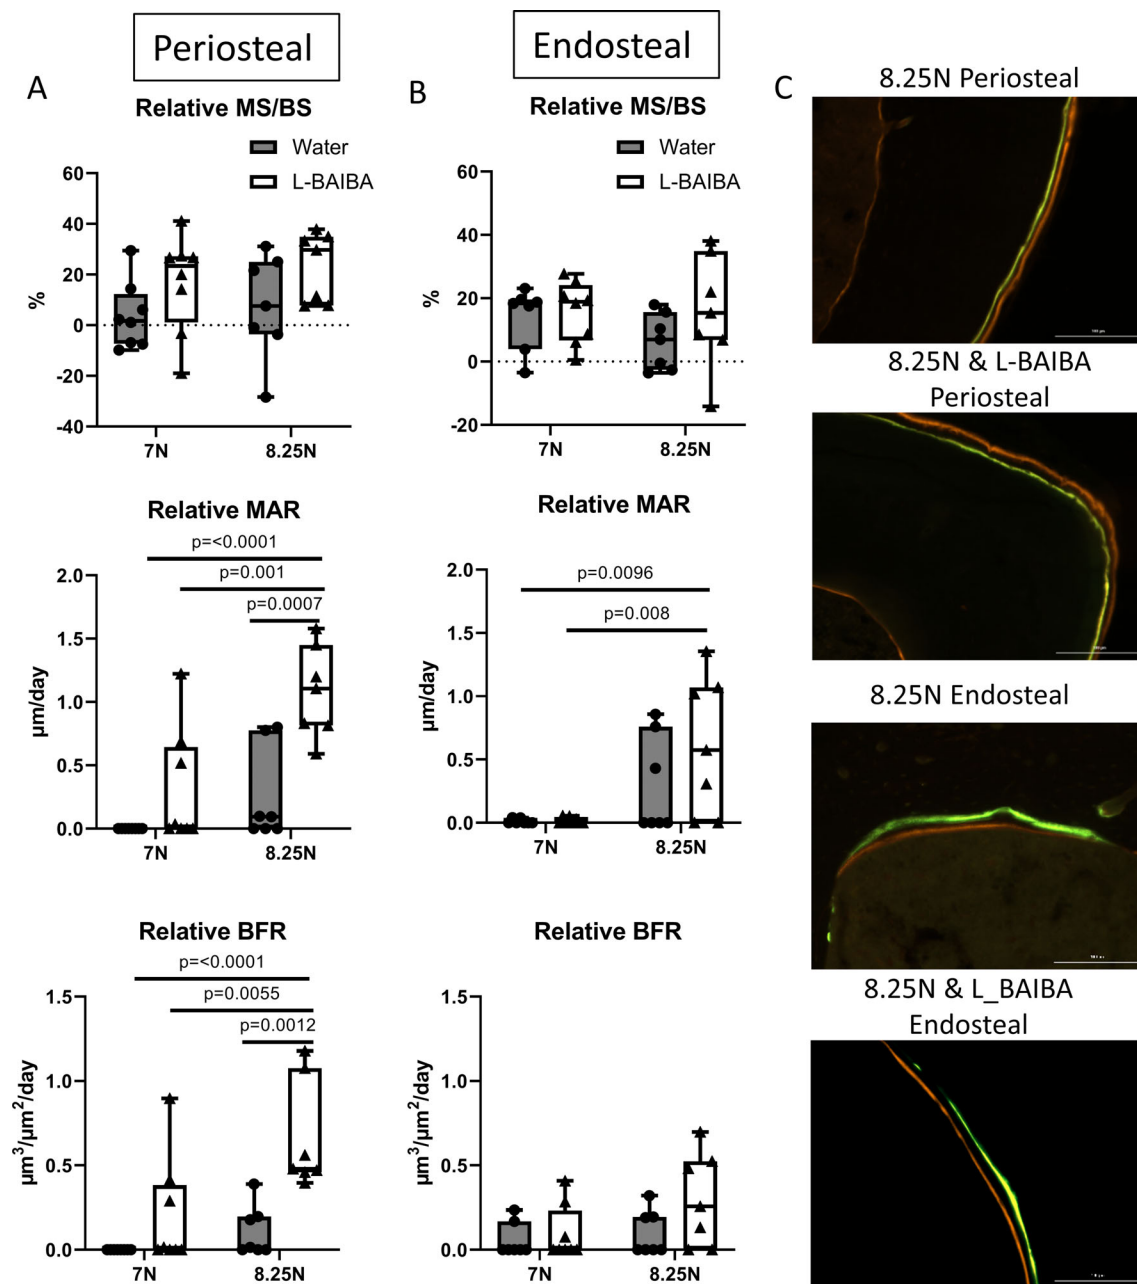 Periosteal
Endosteal
A
Relative MS/BS
Water
L-BAIBA
%
60
40
20
0
-20
-40
7N
8.25N
Relative MAR
p=<0.0001
p=0.001
p=0.0007
µm/day
2.0
1.5
1.0
0.5
0.0
7N
8.25N
Relative BFR
p=<0.0001
p=0.0055
p=0.0012
µm³/µm²/day
1.5
1.0
0.5
0.0
7N
8.25N
B
Relative MS/BS
Water
L-BAIBA
%
60
40
20
0
-20
7N
8.25N
Relative MAR
p=0.0096
p=0.008
µm/day
2.0
1.5
1.0
0.5
0.0
7N
8.25N
Relative BFR
µm³/µm²/day
1.5
1.0
0.5
0.0
7N
8.25N
C
8.25N Periosteal
8.25N & L-BAIBA
Periosteal
8.25N Endosteal
8.25N & L_BAIBA
Endosteal